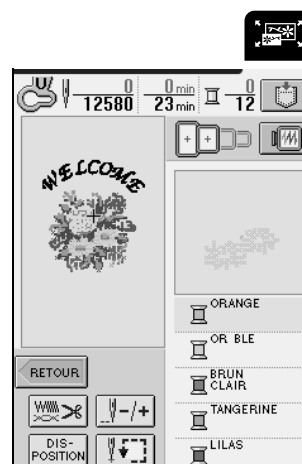 U
0
12580
0 min
23 min
0
12
WELCOME
ORANGE
OR BLE
BRUN
CLAIR
TANGERINE
LILAS
RETOUR
-/+
DIS-
POSITION